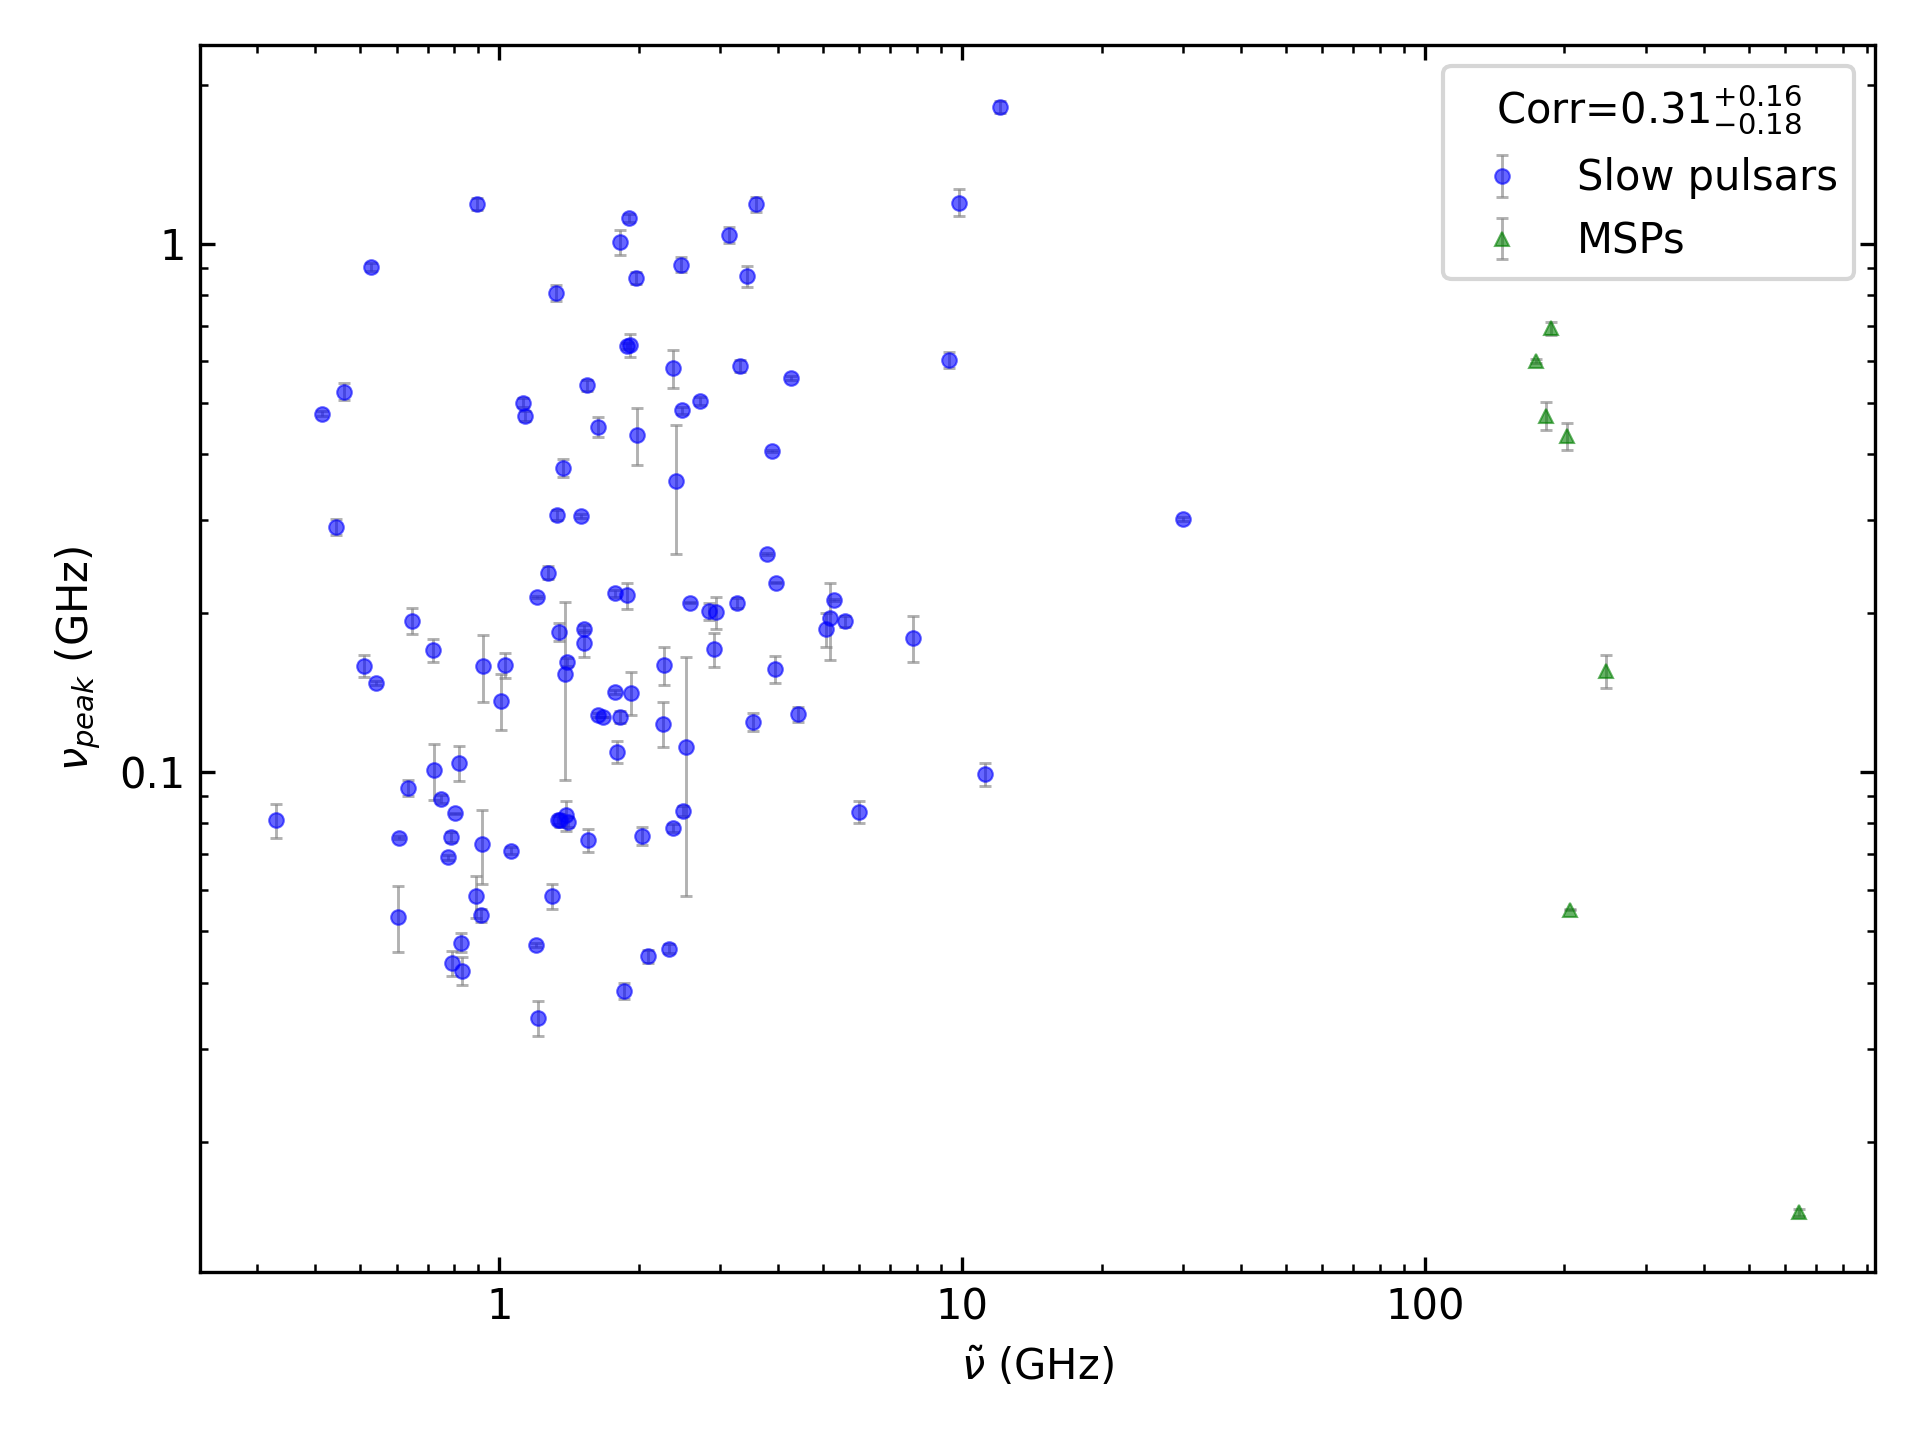 Corr=0.31+0.16−0.18
Slow pulsars
MSPs
1
0.1
νpeak (GHz)
1 10 100
ν̃ (GHz)